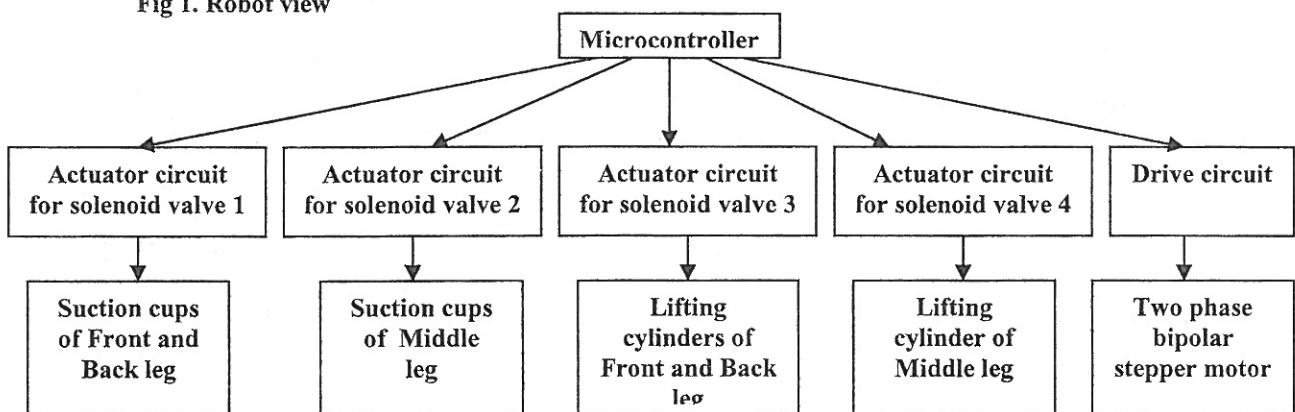 Fig 1. Robot view
Microcontroller
Actuator circuit
for solenoid valve 1
Actuator circuit
for solenoid valve 2
Actuator circuit
for solenoid valve 3
Actuator circuit
for solenoid valve 4
Drive circuit
Suction cups
of Front and
Back leg
Suction cups
of Middle
leg
Lifting
cylinders of
Front and Back
leg
Lifting
cylinder of
Middle leg
Two phase
bipolar
stepper motor